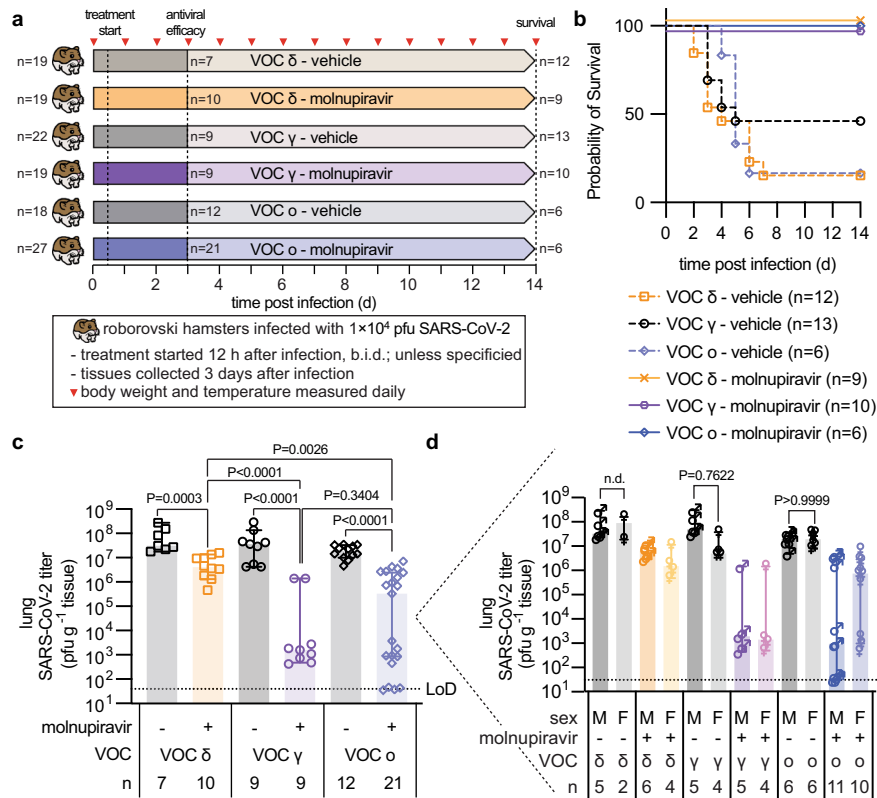 a
treatment start
antiviral efficacy
survival
n=19 n=7 VOC δ - vehicle n=12
n=19 n=10 VOC δ - molnupiravir n=9
n=22 n=9 VOC γ - vehicle n=13
n=19 n=9 VOC γ - molnupiravir n=10
n=18 n=12 VOC o - vehicle n=6
n=27 n=21 VOC o - molnupiravir n=6
0 2 4 6 8 10 12 14
time post infection (d)
roborovski hamsters infected with 1×10⁴ pfu SARS-CoV-2
- treatment started 12 h after infection, b.i.d.; unless specificied
- tissues collected 3 days after infection
body weight and temperature measured daily
b
Probability of Survival
100
50
0
0 2 4 6 8 10 12 14
time post infection (d)
VOC δ - vehicle (n=12)
VOC γ - vehicle (n=13)
VOC o - vehicle (n=6)
VOC δ - molnupiravir (n=9)
VOC γ - molnupiravir (n=10)
VOC o - molnupiravir (n=6)
c
P=0.0026
P<0.0001 P=0.3404
P=0.0003 P<0.0001 P<0.0001
lung
SARS-CoV-2 titer
(pfu g⁻¹ tissue)
10⁹
10⁸
10⁷
10⁶
10⁵
10⁴
10³
10²
10¹
LoD
molnupiravir - + - + - +
VOC VOC δ VOC γ VOC o
n 7 10 9 9 12 21
d
n.d. P=0.7622 P>0.9999
lung
SARS-CoV-2 titer
(pfu g⁻¹ tissue)
10⁹
10⁸
10⁷
10⁶
10⁵
10⁴
10³
10²
10¹
sex M F M F M F M F M F M F
molnupiravir - - + + - - + + - - + +
VOC δ δ δ δ γ γ γ γ o o o o
n 5 2 6 4 5 4 5 4 6 6 11 10